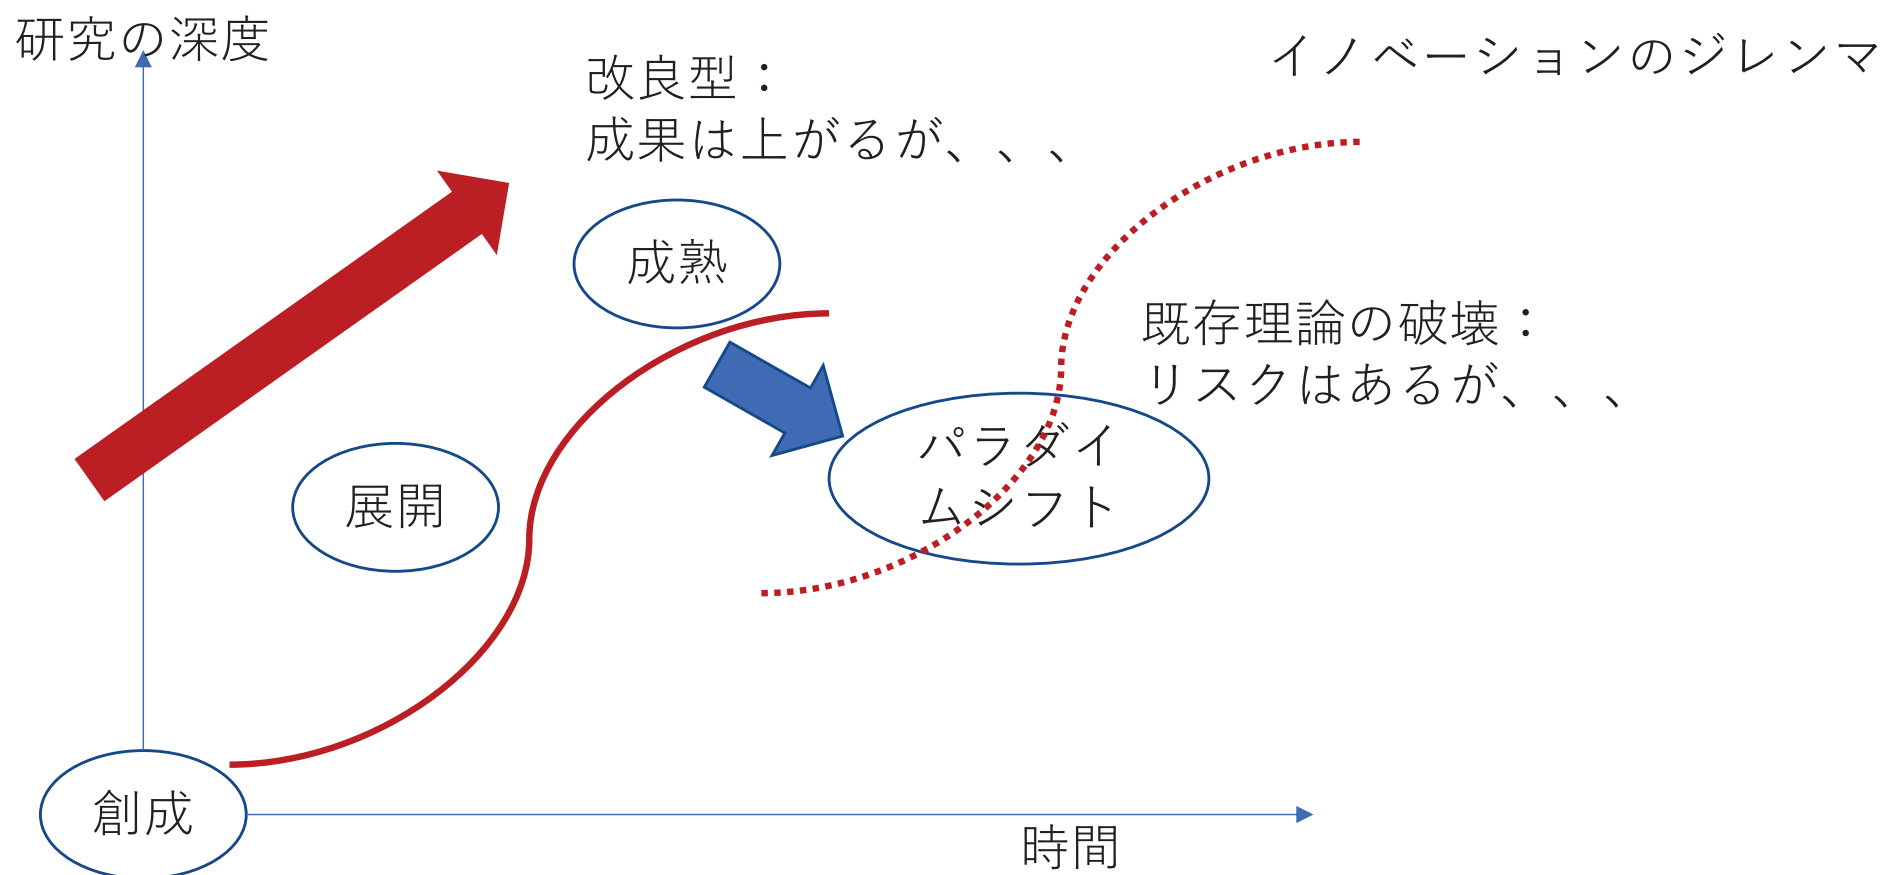 研究の深度
イノベーションのジレンマ
改良型：
成果は上がるが、、、
成熟
既存理論の破壊：
リスクはあるが、、、
パラダイ
ムシフト
展開
創成
時間